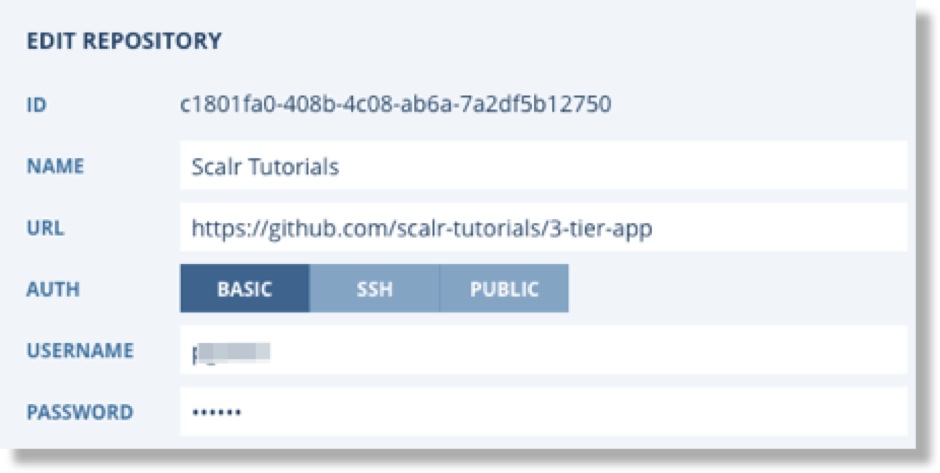 EDIT REPOSITORY
ID c1801fa0-408b-4c08-ab6a-7a2df5b12750
NAME Scalr Tutorials
URL https://github.com/scalr-tutorials/3-tier-app
AUTH BASIC SSH PUBLIC
USERNAME
PASSWORD ••••••